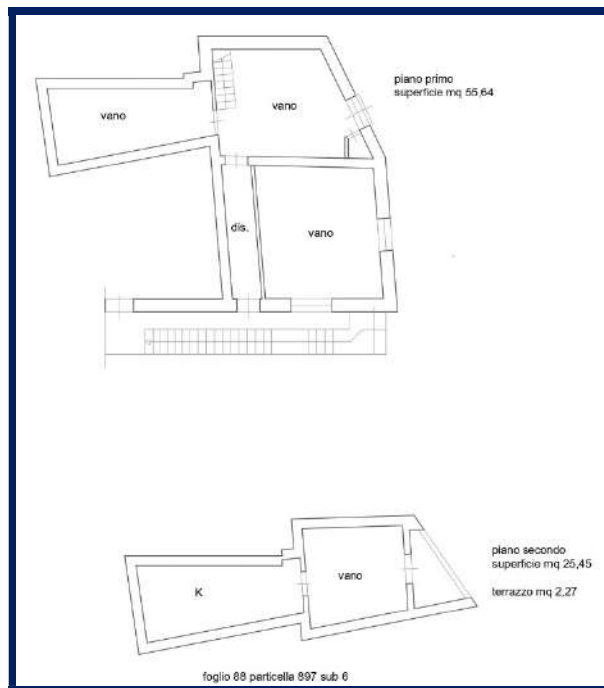 piano primo
superficie mq 55,64
vano
vano
dis.
vano
piano secondo
superficie mq 25,45
terrazzo mq 2,27
vano
K
foglio 88 particella 897 sub 6